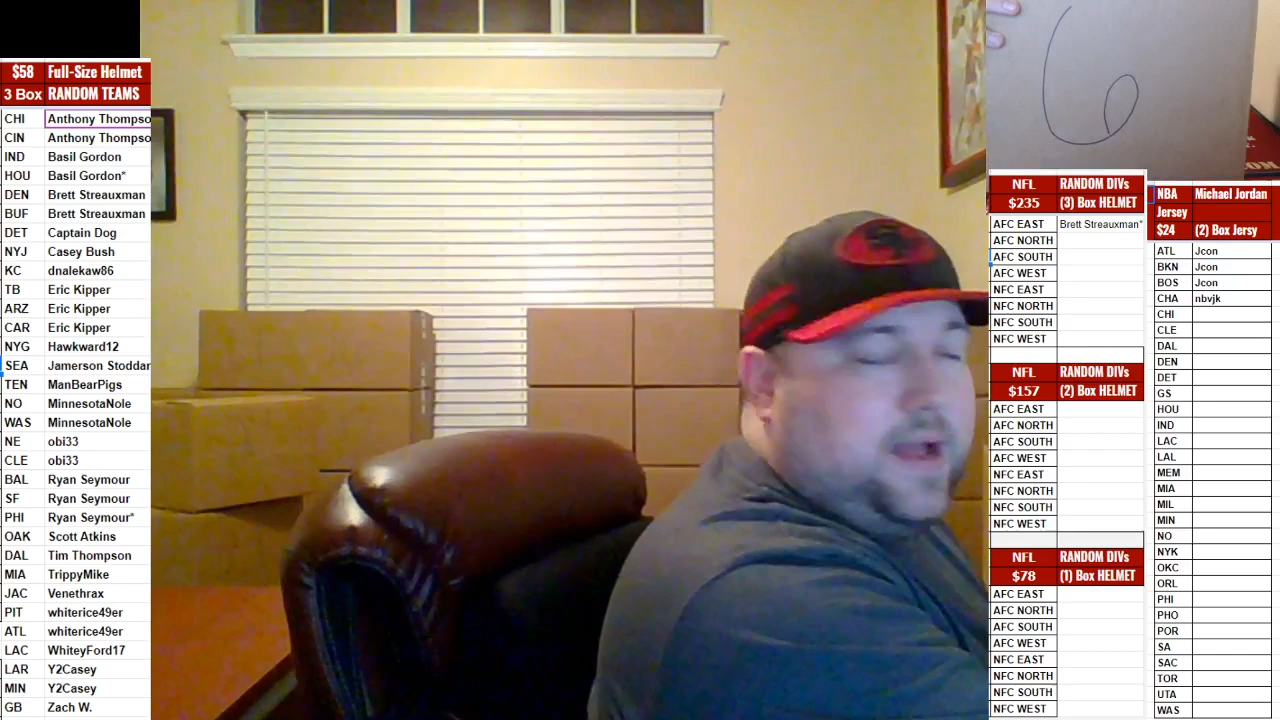 $58 Full-Size Helmet
3 Box RANDOM TEAMS
CHI Anthony Thompso
CIN Anthony Thompso
IND Basil Gordon
HOU Basil Gordon*
DEN Brett Streauxman
BUF Brett Streauxman
DET Captain Dog
NYJ Casey Bush
KC dnalekaw86
TB Eric Kipper
ARZ Eric Kipper
CAR Eric Kipper
NYG Hawkward12
SEA Jamerson Stoddar
TEN ManBearPigs
NO MinnesotaNole
WAS MinnesotaNole
NE obi33
CLE obi33
BAL Ryan Seymour
SF Ryan Seymour
PHI Ryan Seymour*
OAK Scott Atkins
DAL Tim Thompson
MIA TrippyMike
JAC Venethrax
PIT whiterice49er
ATL whiterice49er
LAC WhiteyFord17
LAR Y2Casey
MIN Y2Casey
GB Zach W.
6
NFL RANDOM DIVs
$235 (3) Box HELMET
AFC EAST Brett Streauxman*
AFC NORTH
AFC SOUTH
AFC WEST
NFC EAST
NFC NORTH
NFC SOUTH
NFC WEST
NFL RANDOM DIVs
$157 (2) Box HELMET
AFC EAST
AFC NORTH
AFC SOUTH
AFC WEST
NFC EAST
NFC NORTH
NFC SOUTH
NFC WEST
NFL RANDOM DIVs
$78 (1) Box HELMET
AFC EAST
AFC NORTH
AFC SOUTH
AFC WEST
NFC EAST
NFC NORTH
NFC SOUTH
NFC WEST
NBA Michael Jordan
Jersey
$24 (2) Box Jersy
ATL Jcon
BKN Jcon
BOS Jcon
CHA nbvjk
CHI
CLE
DAL
DEN
DET
GS
HOU
IND
LAC
LAL
MEM
MIA
MIL
MIN
NO
NYK
OKC
ORL
PHI
PHO
POR
SA
SAC
TOR
UTA
WAS